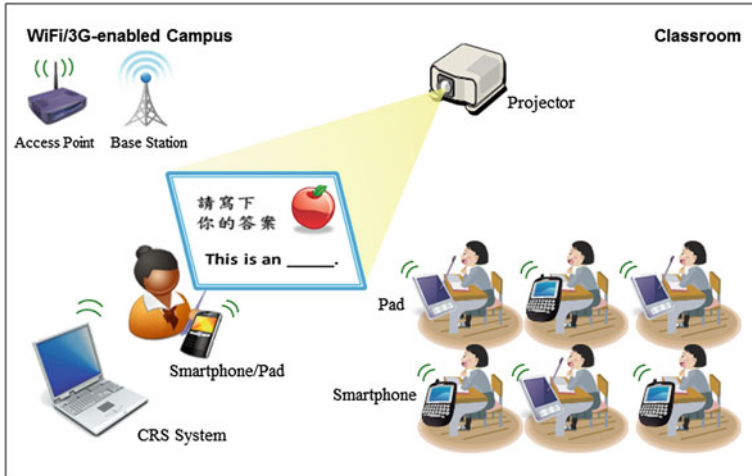 WiFi/3G-enabled Campus
Classroom
Access Point
Base Station
Projector
請寫下
你的答案
This is an _____.
Pad
Smartphone/Pad
Smartphone
CRS System